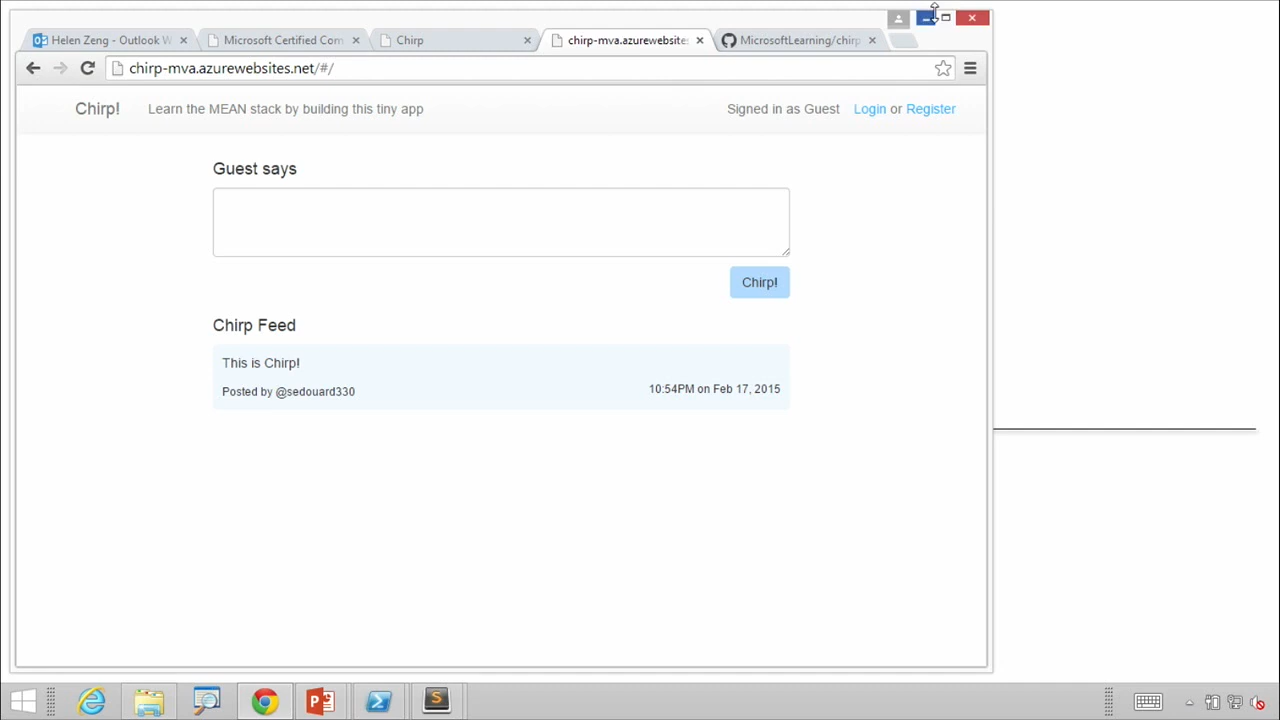 Helen Zeng - Outlook W
Microsoft Certified Com
Chirp
chirp-mva.azurewebsites
MicrosoftLearning/chirp
chirp-mva.azurewebsites.net/#/
Chirp! Learn the MEAN stack by building this tiny app Signed in as Guest Login or Register
Guest says
Chirp!
Chirp Feed
This is Chirp!
Posted by @sedouard330 10:54PM on Feb 17, 2015